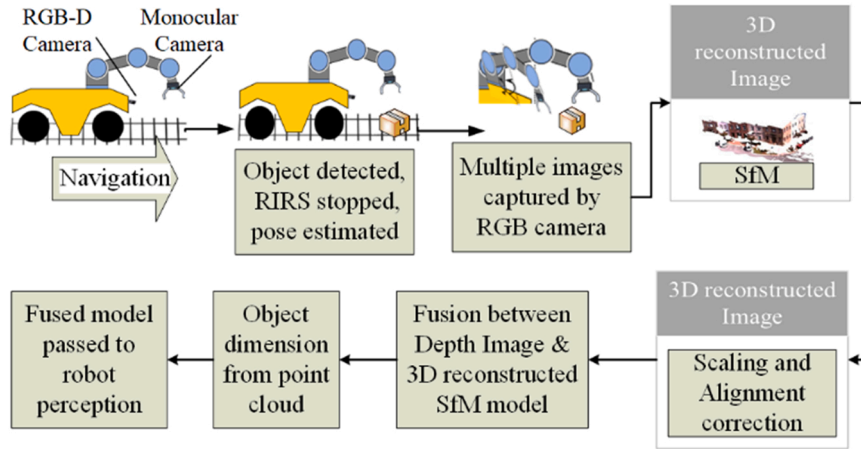 RGB-D
Camera
Monocular
Camera
Navigation
Object detected,
RIRS stopped,
pose estimated
Multiple images
captured by
RGB camera
3D
reconstructed
Image
SfM
3D reconstructed
Image
Scaling and
Alignment
correction
Fusion between
Depth Image &
3D reconstructed
SfM model
Object
dimension
from point
cloud
Fused model
passed to
robot
perception